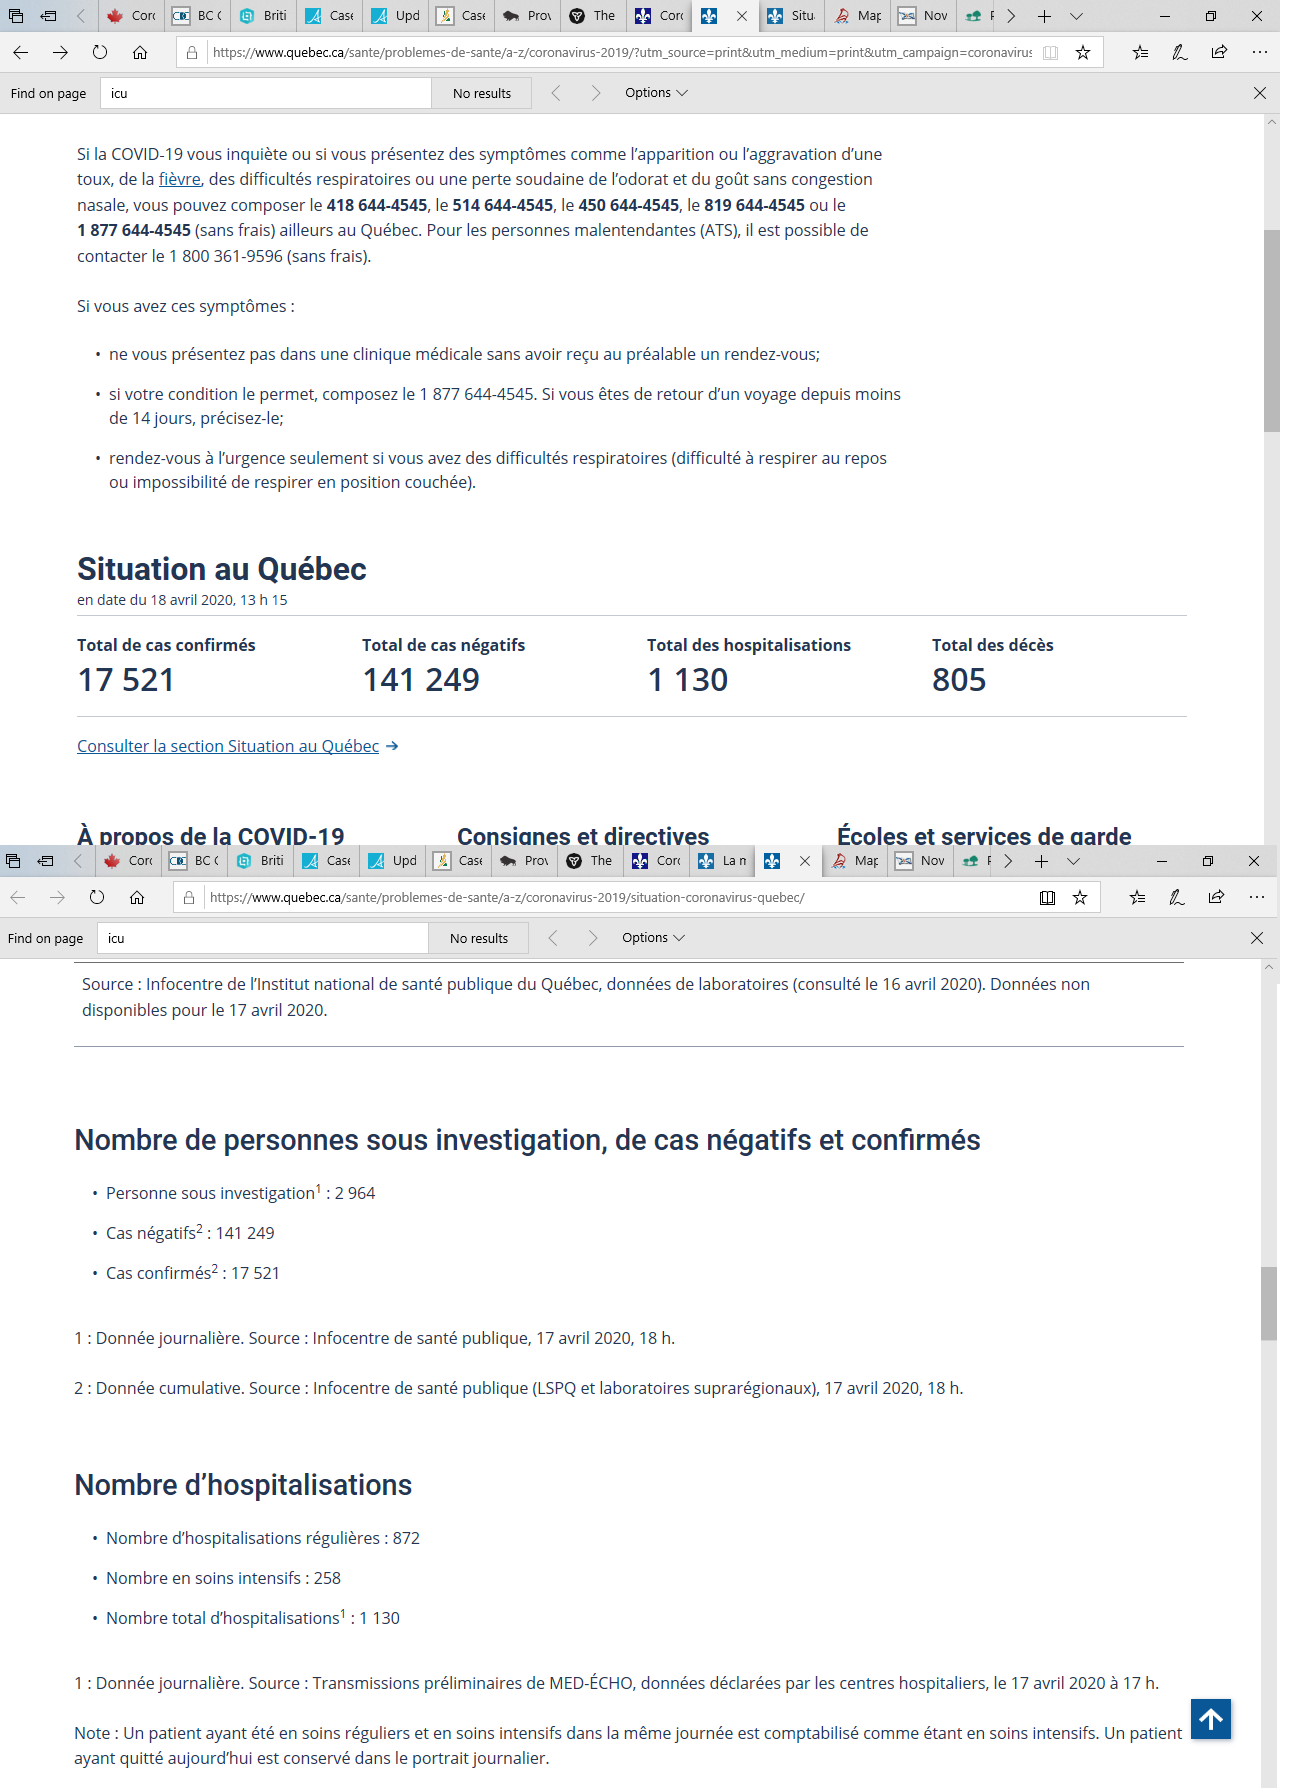 Cord BC C Briti Case Upd Case Prov The Cord Situ Map Nov
https://www.quebec.ca/sante/problemes-de-sante/a-z/coronavirus-2019/?utm_source=print&utm_medium=print&utm_campaign=coronavirus
Find on page icu No results Options
Si la COVID-19 vous inquiète ou si vous présentez des symptômes comme l’apparition ou l’aggravation d’une
toux, de la fièvre, des difficultés respiratoires ou une perte soudaine de l’odorat et du goût sans congestion
nasale, vous pouvez composer le 418 644-4545, le 514 644-4545, le 450 644-4545, le 819 644-4545 ou le
1 877 644-4545 (sans frais) ailleurs au Québec. Pour les personnes malentendantes (ATS), il est possible de
contacter le 1 800 361-9596 (sans frais).
Si vous avez ces symptômes :
• ne vous présentez pas dans une clinique médicale sans avoir reçu au préalable un rendez-vous;
• si votre condition le permet, composez le 1 877 644-4545. Si vous êtes de retour d’un voyage depuis moins
de 14 jours, précisez-le;
• rendez-vous à l’urgence seulement si vous avez des difficultés respiratoires (difficulté à respirer au repos
ou impossibilité de respirer en position couchée).
Situation au Québec
en date du 18 avril 2020, 13 h 15
Total de cas confirmés Total de cas négatifs Total des hospitalisations Total des décès
17 521 141 249 1 130 805
Consulter la section Situation au Québec →
À propos de la COVID-19 Consignes et directives Écoles et services de garde
Cord BC C Briti Case Upd Case Prov The Cord La m Map Nov
https://www.quebec.ca/sante/problemes-de-sante/a-z/coronavirus-2019/situation-coronavirus-quebec/
Find on page icu No results Options
Source : Infocentre de l’Institut national de santé publique du Québec, données de laboratoires (consulté le 16 avril 2020). Données non
disponibles pour le 17 avril 2020.
Nombre de personnes sous investigation, de cas négatifs et confirmés
• Personne sous investigation1 : 2 964
• Cas négatifs2 : 141 249
• Cas confirmés2 : 17 521
1 : Donnée journalière. Source : Infocentre de santé publique, 17 avril 2020, 18 h.
2 : Donnée cumulative. Source : Infocentre de santé publique (LSPQ et laboratoires suprarégionaux), 17 avril 2020, 18 h.
Nombre d’hospitalisations
• Nombre d’hospitalisations régulières : 872
• Nombre en soins intensifs : 258
• Nombre total d’hospitalisations1 : 1 130
1 : Donnée journalière. Source : Transmissions préliminaires de MED-ÉCHO, données déclarées par les centres hospitaliers, le 17 avril 2020 à 17 h.
Note : Un patient ayant été en soins réguliers et en soins intensifs dans la même journée est comptabilisé comme étant en soins intensifs. Un patient
ayant quitté aujourd’hui est conservé dans le portrait journalier.